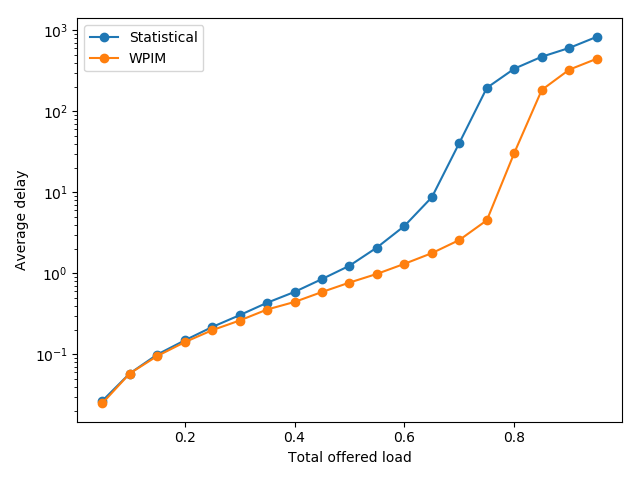 Statistical
WPIM
10³
10²
10¹
10⁰
10⁻¹
Average delay
0.2 0.4 0.6 0.8
Total offered load